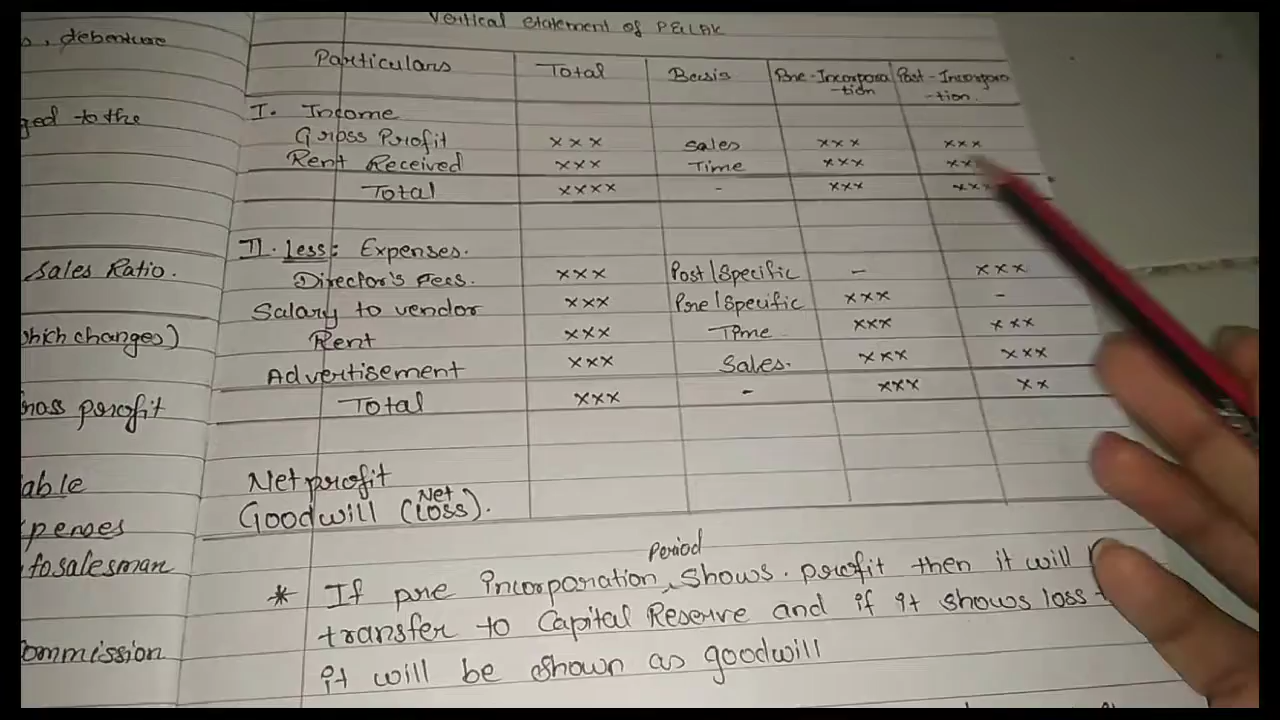 s, debenture
ged to the
Sales Ratio.
which changes)
Gross profit
able
xpenses
to salesman
Commission
Vertical Statement of P&L A/c
Particulars Total Basis Pre-Incorpora-tion Post-Incorporo-tion.
I. Income
Gross Profit xxx Sales xxx xxx
Rent Received xxx Time xxx xx
Total xxxx - xxx xxx
II. Less: Expenses.
Director's Fees. xxx Post/Specific - xxx
Salary to vendor xxx Pre/Specific xxx -
Rent xxx Time xxx xxx
Advertisement xxx Sales. xxx xxx
Total xxx - xxx xx
Net profit
Goodwill (Net Loss).
* If pre incorporation Period shows. profit then it will
transfer to Capital Reserve and if it shows loss
it will be shown as goodwill